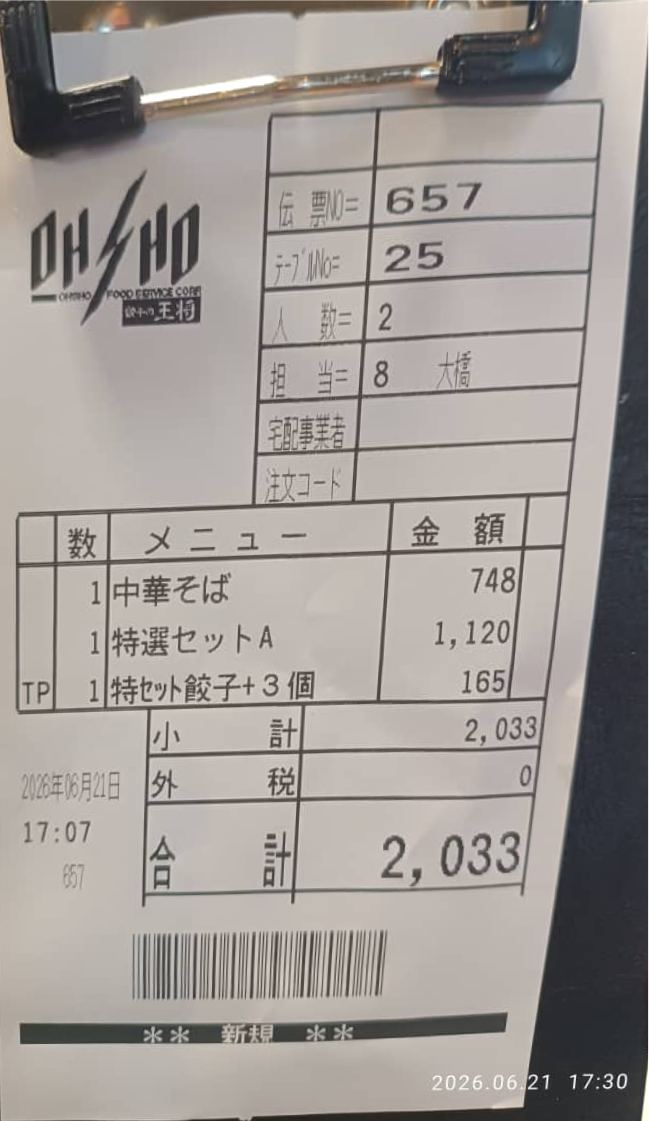 OHSHO
OHSHO FOOD SERVICE CORP.
餃子の王将
伝票NO= 657
テーブルNo= 25
人数= 2
担当= 8 大橋
宅配事業者
注文コード
数 メニュー 金額
1 中華そば 748
1 特選セットA 1,120
TP 1 特セット餃子+3個 165
小計 2,033
外税 0
合計 2,033
2026年06月21日
17:07
657
** 新規 **
2026.06.21 17:30